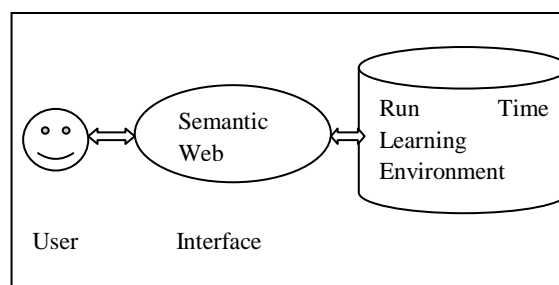 Semantic
Web
Run Time
Learning
Environment
User
Interface